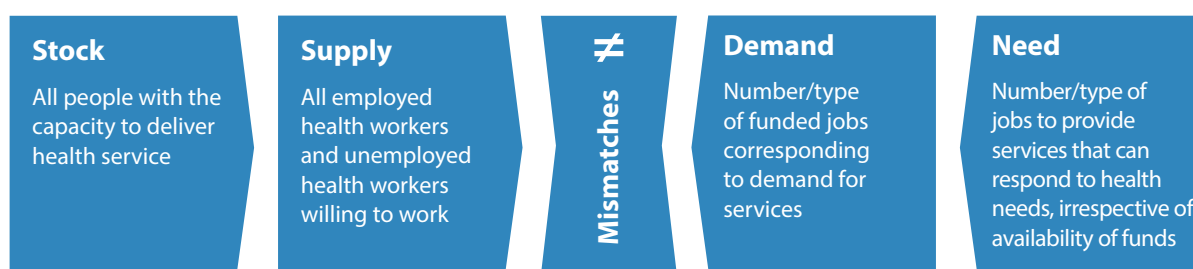 Stock
All people with the
capacity to deliver
health service
Supply
All employed
health workers
and unemployed
health workers
willing to work
≠
Mismatches
Demand
Number/type
of funded jobs
corresponding
to demand for
services
Need
Number/type of
jobs to provide
services that can
respond to health
needs, irrespective of
availability of funds